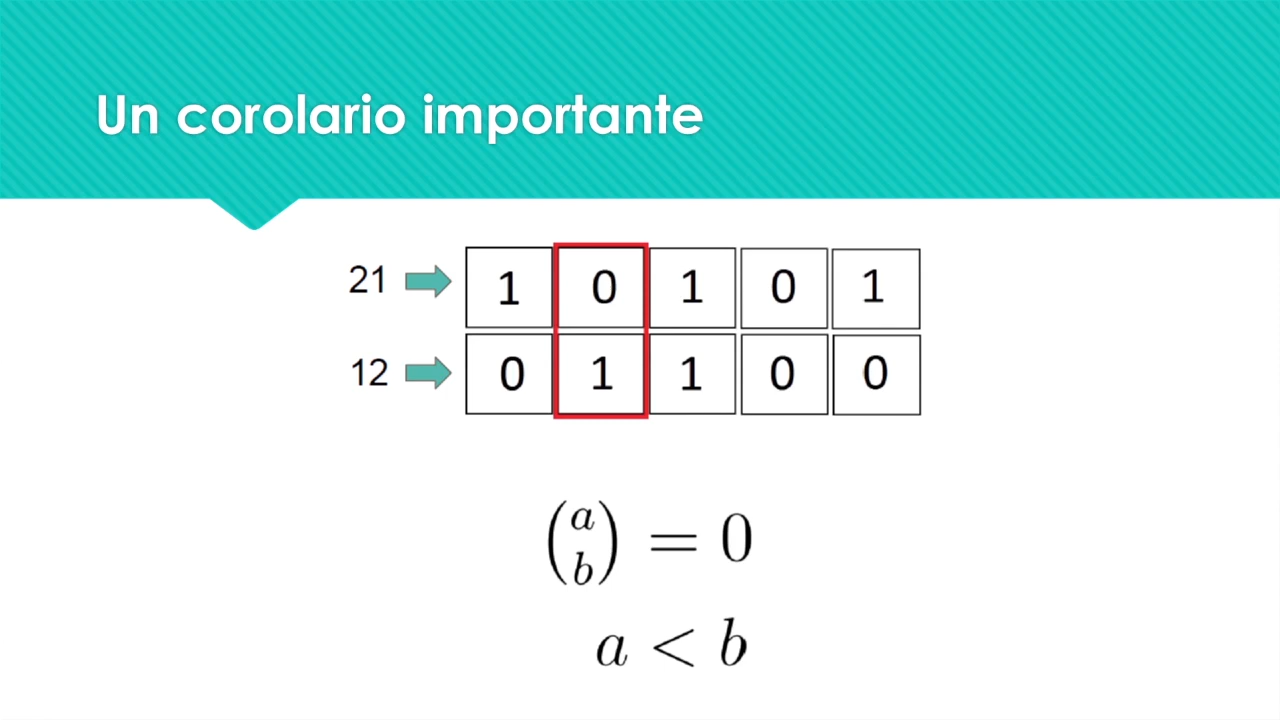 Un corolario importante
21 1 0 1 0 1
12 0 1 1 0 0
(a b) = 0
a < b